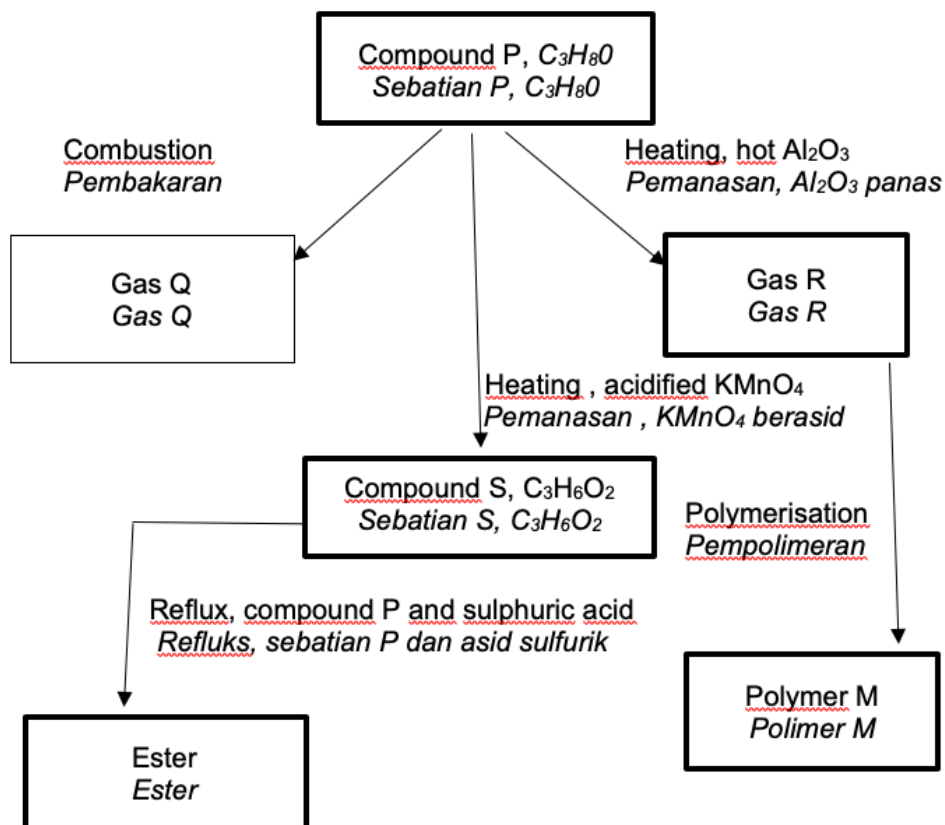 Compound P, C₃H₈0
Sebatian P, C₃H₈0
Combustion
Pembakaran
Heating, hot Al₂O₃
Pemanasan, Al₂O₃ panas
Gas Q
Gas Q
Gas R
Gas R
Heating , acidified KMnO₄
Pemanasan , KMnO₄ berasid
Compound S, C₃H₆O₂
Sebatian S, C₃H₆O₂
Polymerisation
Pempolimeran
Reflux, compound P and sulphuric acid
Refluks, sebatian P dan asid sulfurik
Polymer M
Polimer M
Ester
Ester